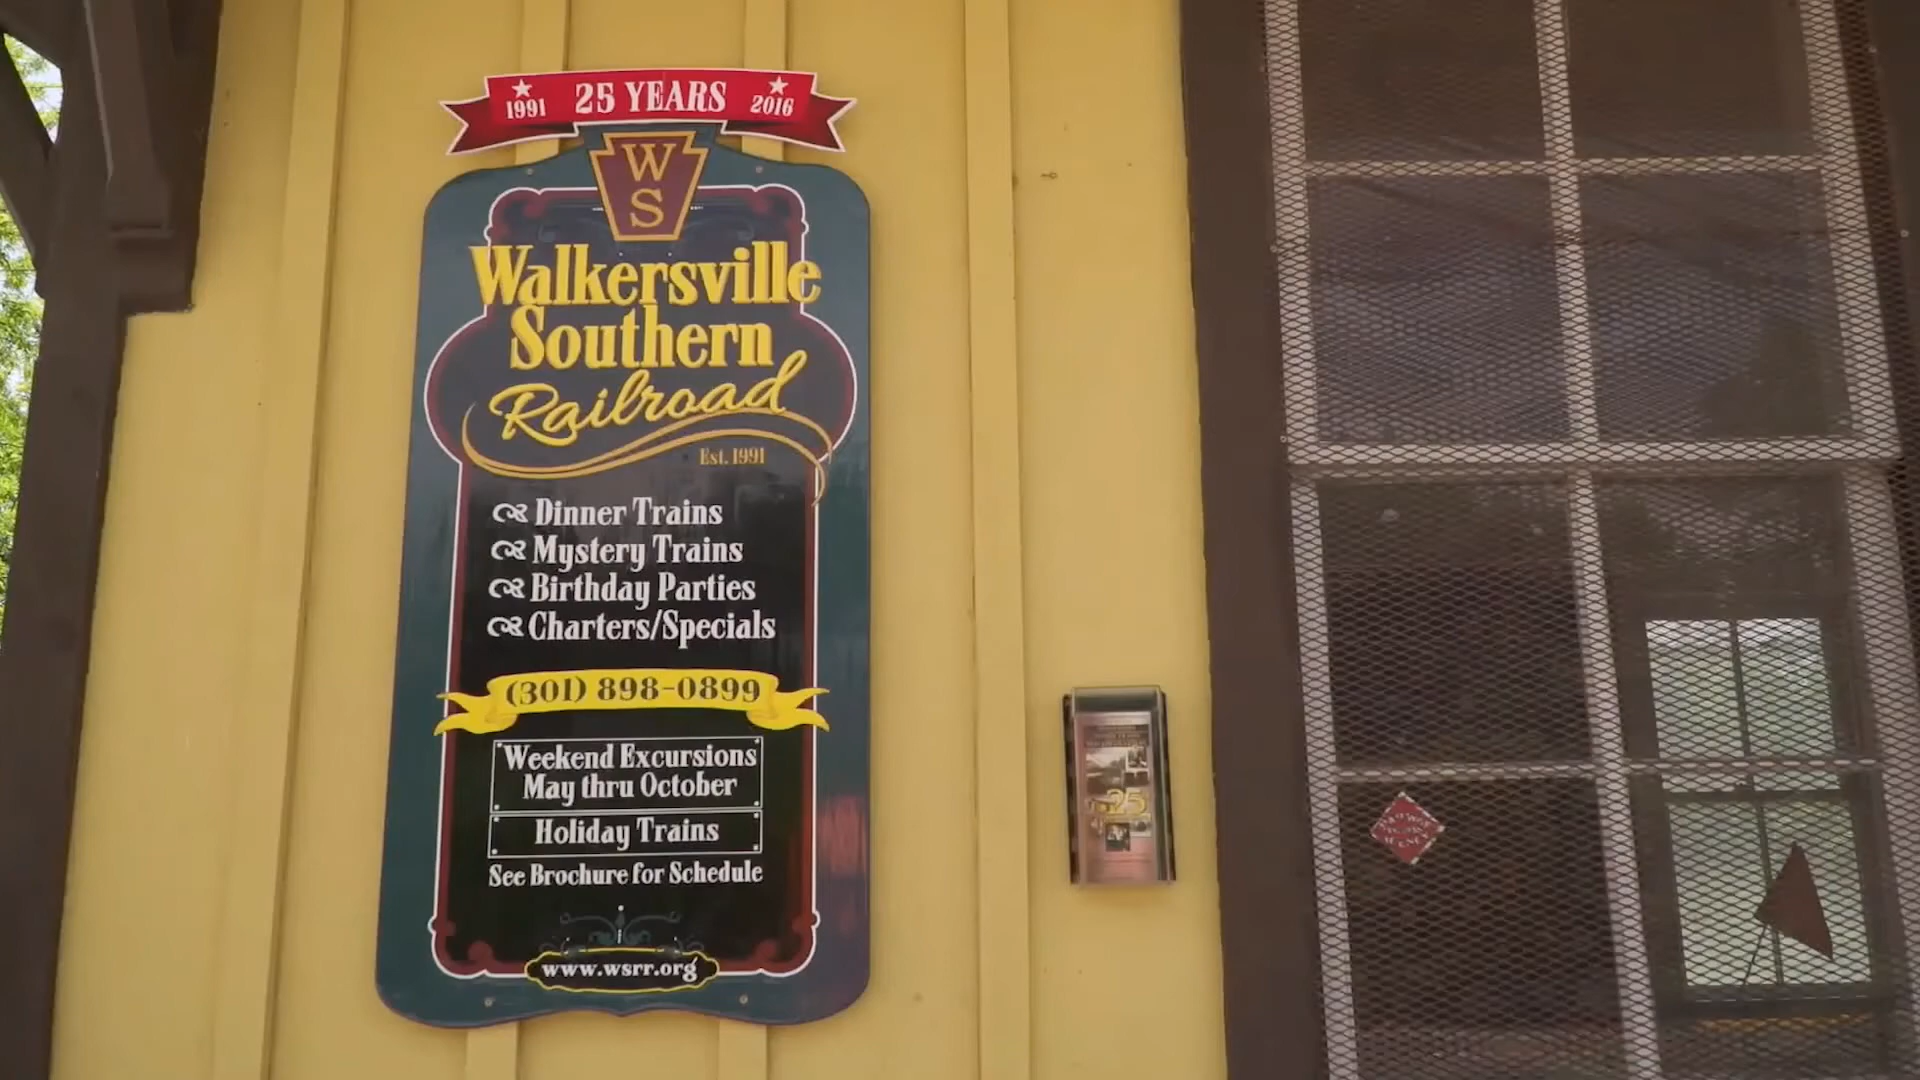 1991 25 YEARS 2016
W
S
Walkersville
Southern
Railroad
Est. 1991
Dinner Trains
Mystery Trains
Birthday Parties
Charters/Specials
(301) 898-0899
Weekend Excursions
May thru October
Holiday Trains
See Brochure for Schedule
www.wsrr.org
25